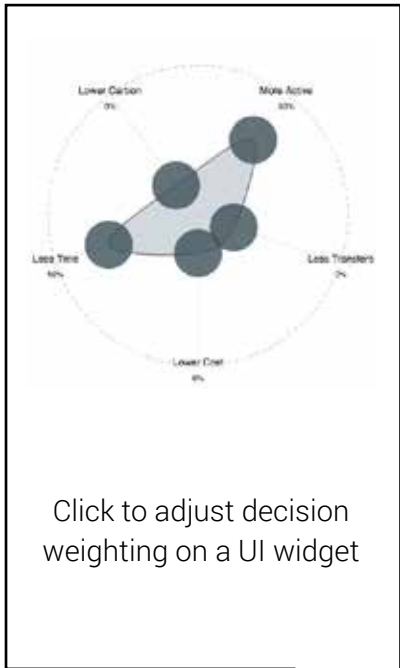 Lower Carbon
0%
More Active
50%
Less Time
50%
Less Transfers
0%
Lower Cost
0%
Click to adjust decision
weighting on a UI widget